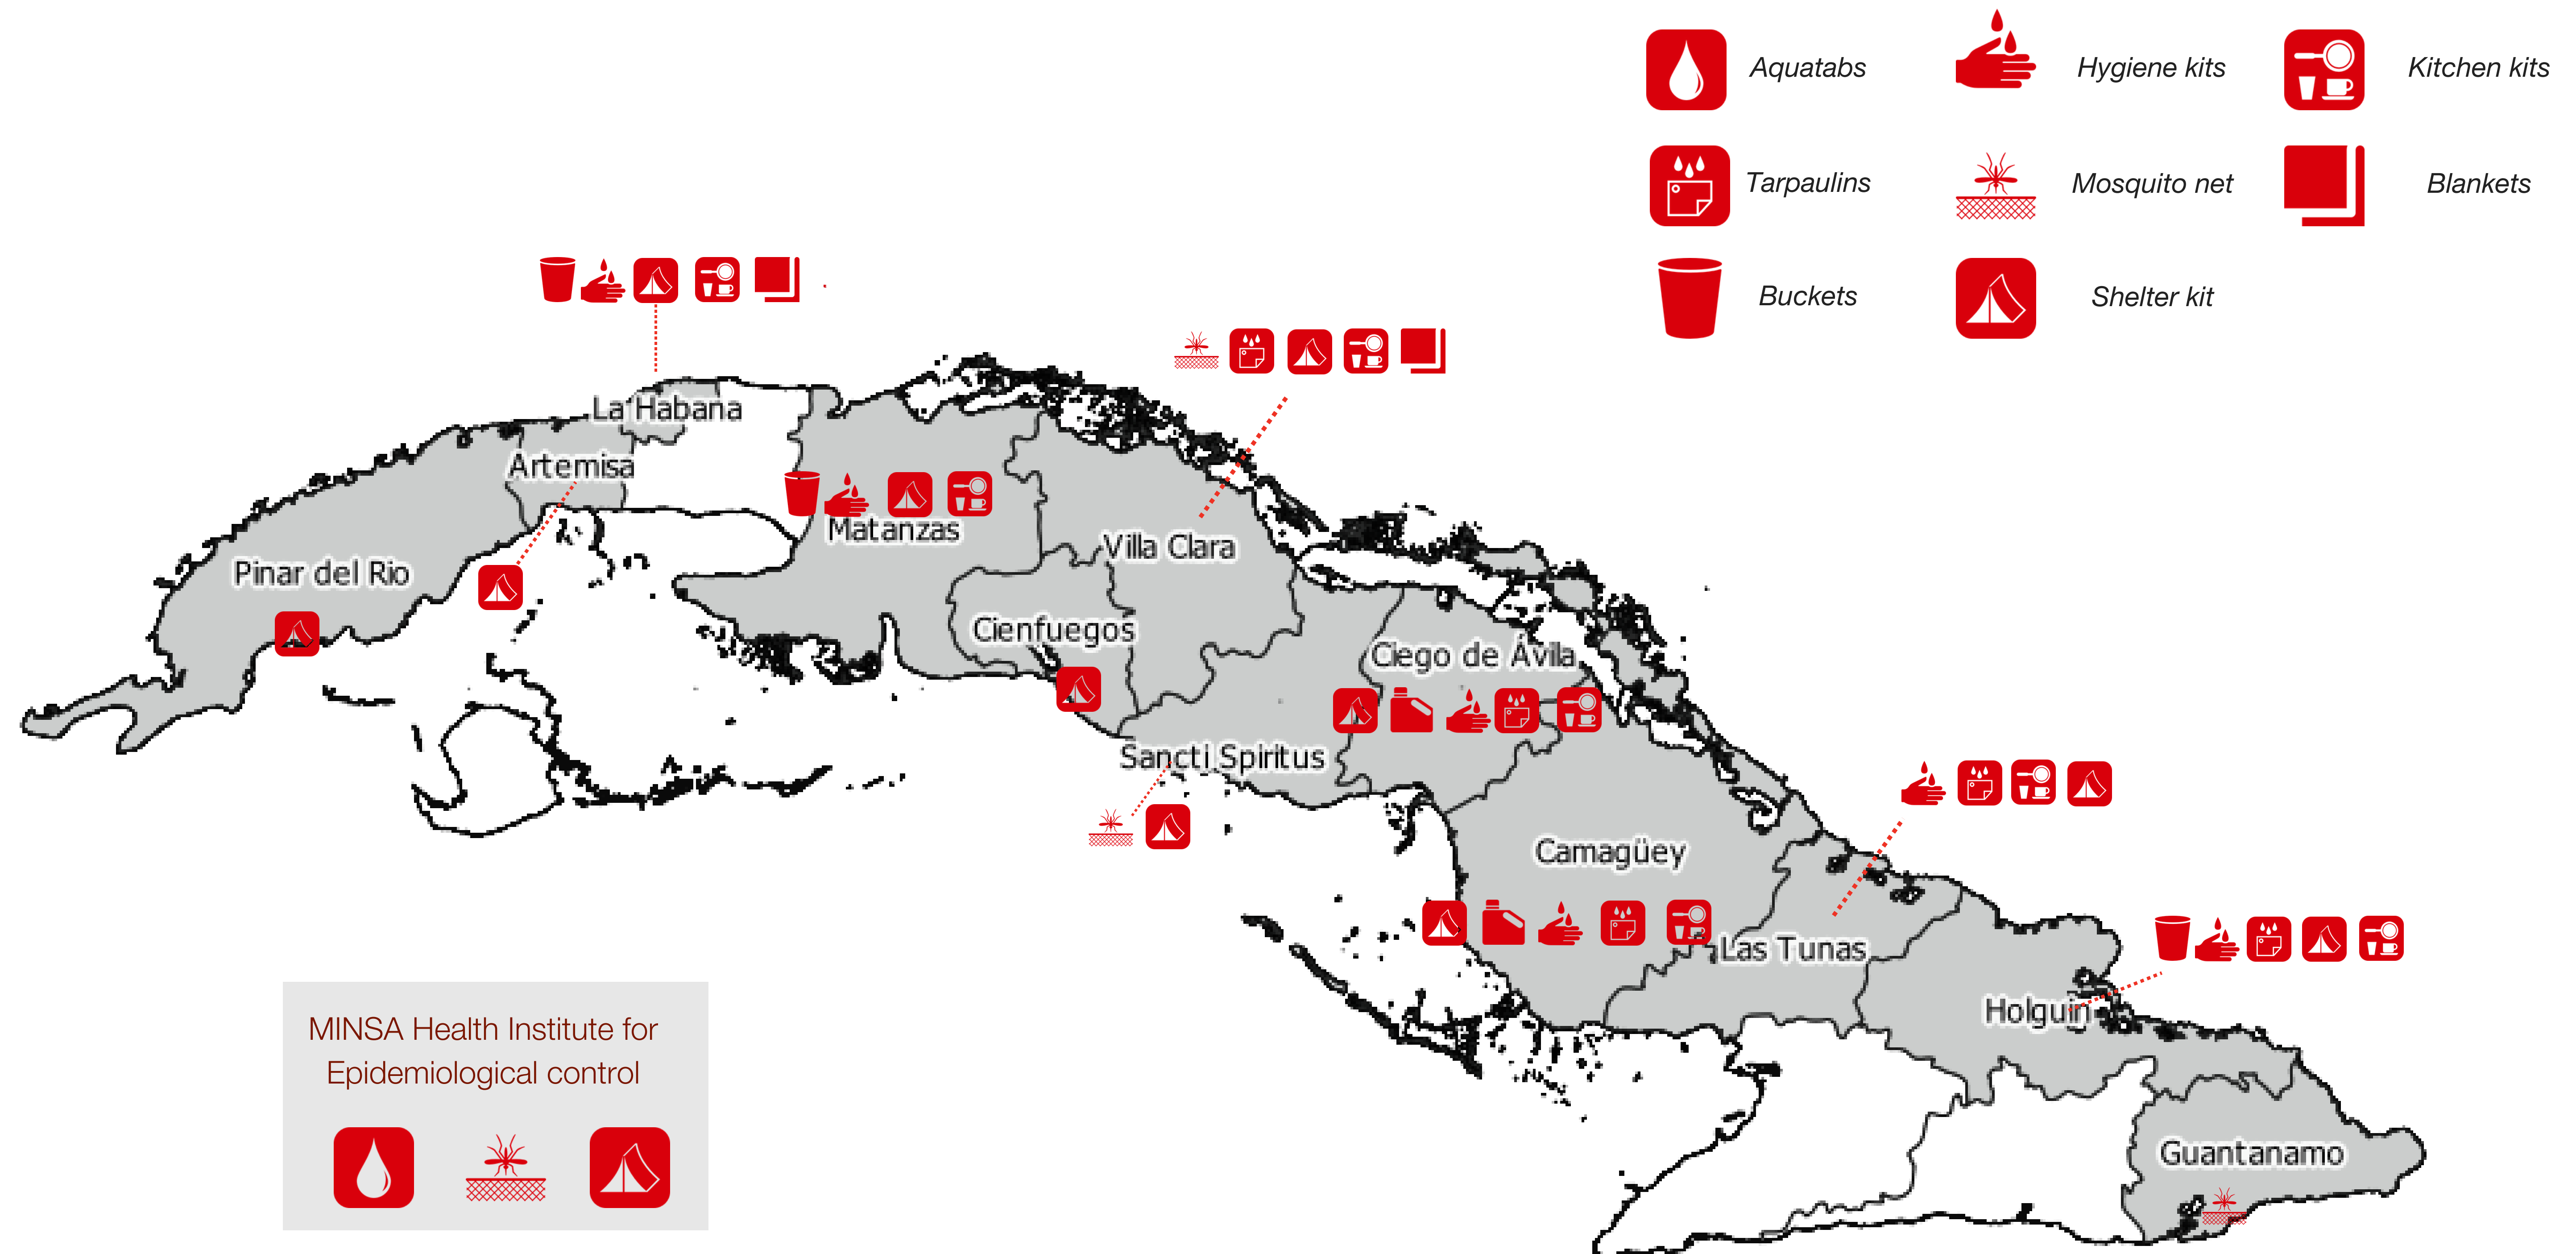 Aquatabs
Hygiene kits
Kitchen kits
Tarpaulins
Mosquito net
Blankets
Buckets
Shelter kit
La Habana
Artemisa
Matanzas
Villa Clara
Pinar del Rio
Cienfuegos
Ciego de Ávila
Sancti Spiritus
Camagüey
Las Tunas
Holguin
Guantanamo
MINSA Health Institute for
Epidemiological control